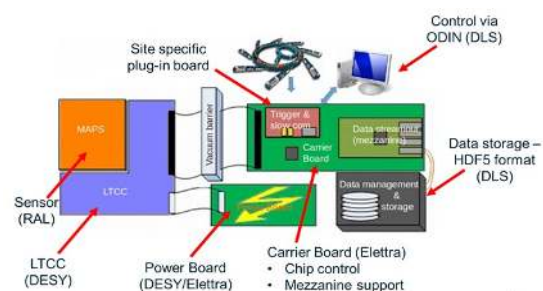 Control via
ODIN (DLS)
Site specific
plug-in board
Trigger &
slow com
Vacuum barrier
MAPS
Carrier
Board
Data streamout
(mezzanine)
Data storage –
HDF5 format
(DLS)
LTCC
Data management
&
storage
Sensor
(RAL)
LTCC
(DESY)
Power Board
(DESY/Elettra)
Carrier Board (Elettra)
• Chip control
• Mezzanine support